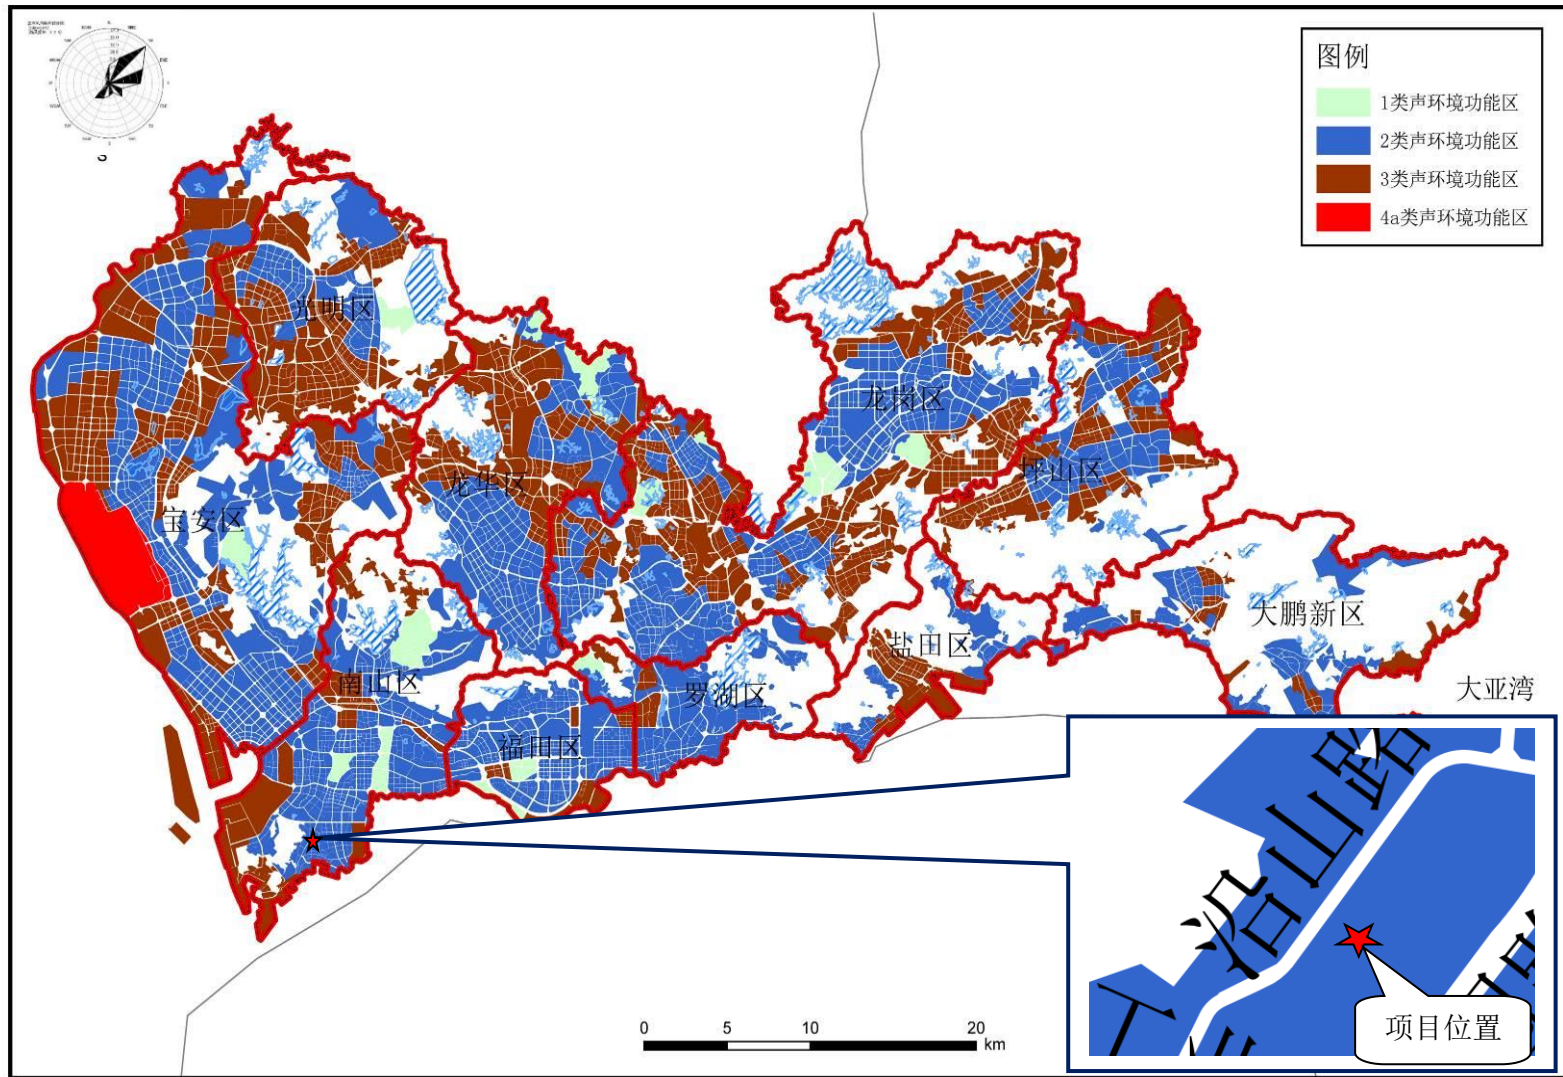 图例
1类声环境功能区
2类声环境功能区
3类声环境功能区
4a类声环境功能区
光明区
龙岗区
龙华区
坪山区
宝安区
大鹏新区
盐田区
南山区
罗湖区
大亚湾
福田区
沿山路
项目位置
0 5 10 20
km